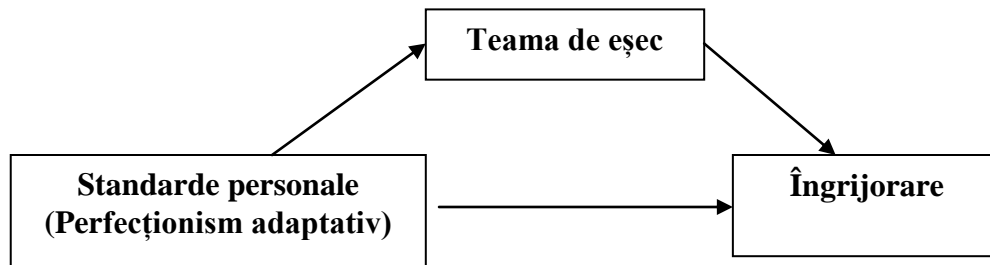 Teama de eșec
Standarde personale
(Perfecționism adaptativ)
Îngrijorare